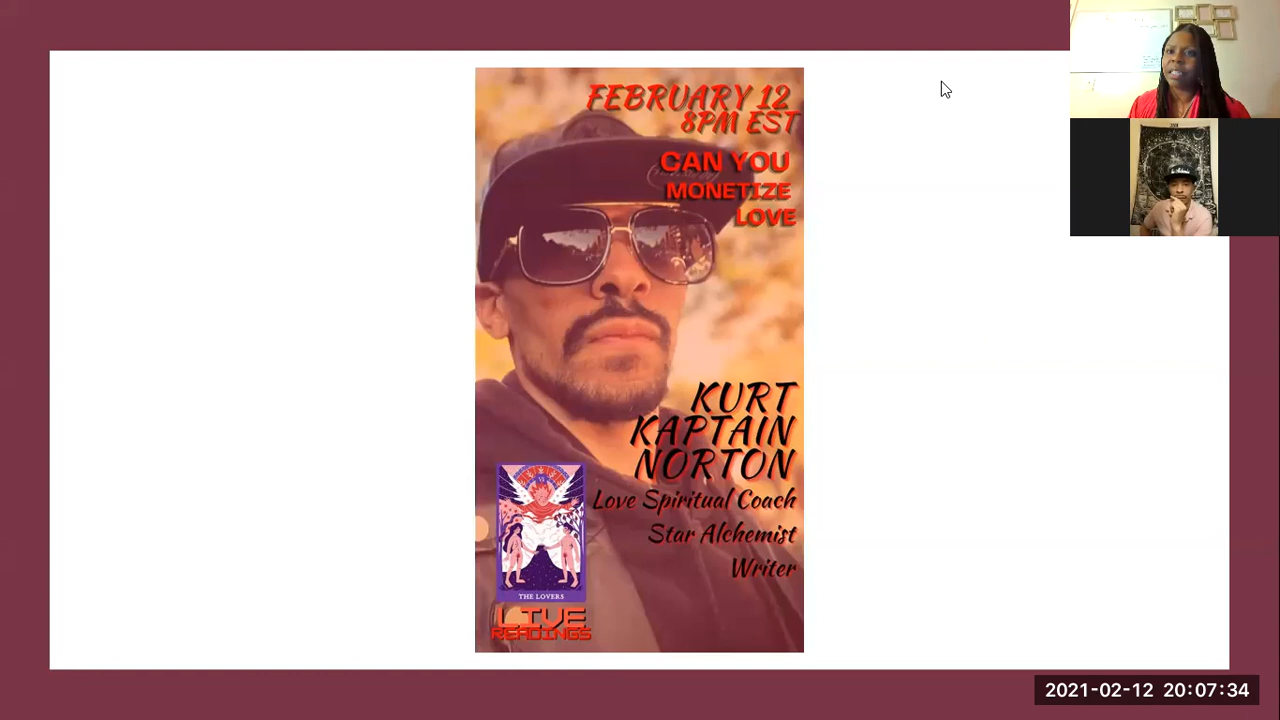 FEBRUARY 12
8PM EST
CAN YOU
MONETIZE
LOVE
KURT
KAPTAIN
NORTON
Love Spiritual Coach
Star Alchemist
Writer
VI
THE LOVERS
LIVE
READINGS
2021-02-12 20:07:34